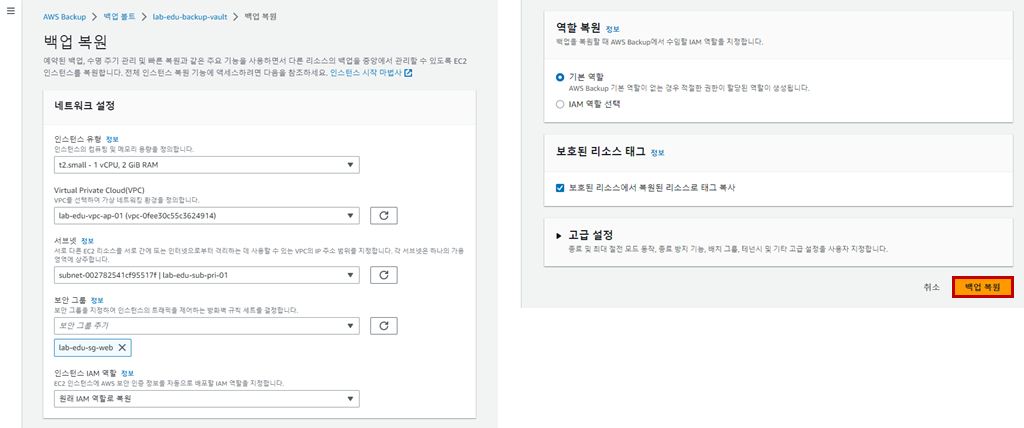 AWS Backup > 백업 볼트 > lab-edu-backup-vault > 백업 복원
백업 복원
예약된 백업, 수명 주기 관리 및 빠른 복원과 같은 주요 기능을 사용하면서 다른 리소스의 백업을 중앙에서 관리할 수 있도록 EC2
인스턴스를 복원합니다. 전체 인스턴스 복원 기능에 액세스하려면 다음을 참조하세요. 인스턴스 시작 마법사
네트워크 설정
인스턴스 유형 정보
인스턴스의 컴퓨팅 및 메모리 용량을 정의합니다.
t2.small - 1 vCPU, 2 GiB RAM
Virtual Private Cloud(VPC)
VPC를 선택하여 가상 네트워킹 환경을 정의합니다.
lab-edu-vpc-ap-01 (vpc-0fee30c55c3624914)
서브넷 정보
서로 다른 EC2 리소스를 서로 간에 또는 인터넷으로부터 격리하는 데 사용할 수 있는 VPC의 IP 주소 범위를 지정합니다. 각 서브넷은 하나의 가용
영역에 상주합니다.
subnet-002782541cf95517f | lab-edu-sub-pri-01
보안 그룹 정보
보안 그룹을 지정하여 인스턴스의 트래픽을 제어하는 방화벽 규칙 세트를 결정합니다.
보안 그룹 추가
lab-edu-sg-web
인스턴스 IAM 역할 정보
EC2 인스턴스에 AWS 보안 인증 정보를 자동으로 배포할 IAM 역할을 지정합니다.
원래 IAM 역할로 복원
역할 복원 정보
백업을 복원할 때 AWS Backup에서 수임할 IAM 역할을 지정합니다.
기본 역할
AWS Backup 기본 역할이 없는 경우 적절한 권한이 할당된 역할이 생성됩니다.
IAM 역할 선택
보호된 리소스 태그 정보
보호된 리소스에서 복원된 리소스로 태그 복사
고급 설정
종료 및 최대 절전 모드 동작, 종료 방지 기능, 배치 그룹, 테넌시 및 기타 고급 설정을 사용자 지정합니다.
취소
백업 복원